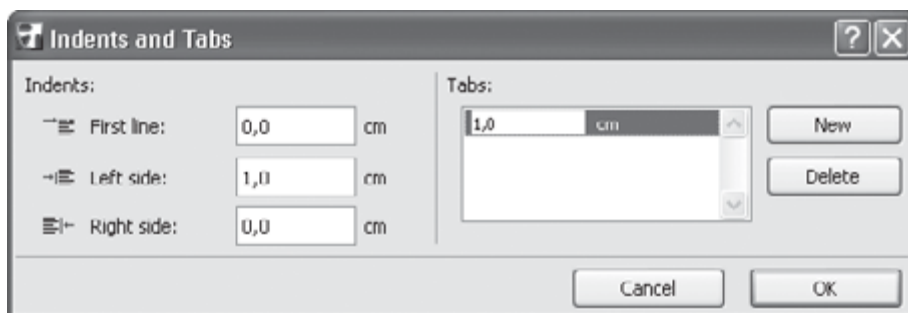 Indents and Tabs
Indents:
First line: 0,0 cm
Left side: 1,0 cm
Right side: 0,0 cm
Tabs:
1,0 cm
New
Delete
Cancel
OK